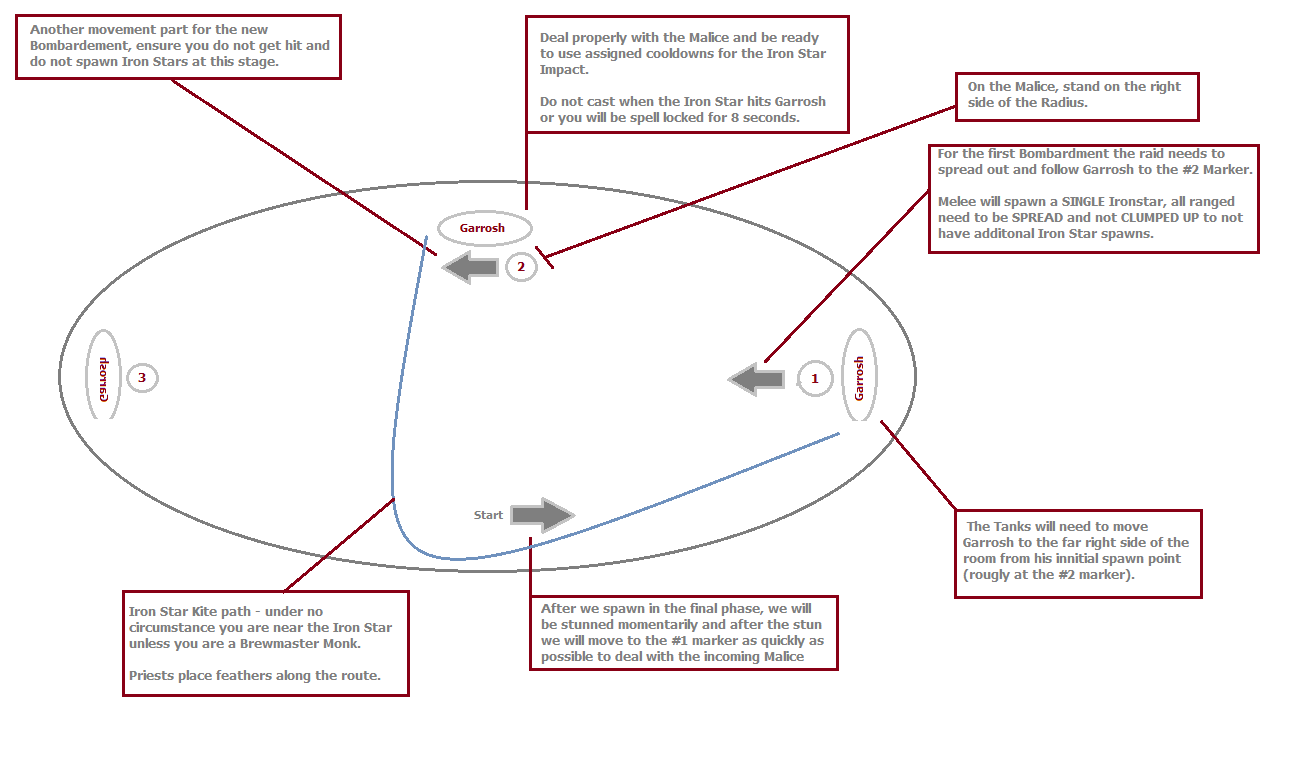 Another movement part for the new
Bombardement, ensure you do not get hit and
do not spawn Iron Stars at this stage.
Deal properly with the Malice and be ready
to use assigned cooldowns for the Iron Star
Impact.
Do not cast when the Iron Star hits Garrosh
or you will be spell locked for 8 seconds.
On the Malice, stand on the right
side of the Radius.
For the first Bombardment the raid needs to
spread out and follow Garrosh to the #2 Marker.
Melee will spawn a SINGLE Ironstar, all ranged
need to be SPREAD and not CLUMPED UP to not
have additonal Iron Star spawns.
Garrosh
2
Garrosh
3
1
Garrosh
Start
The Tanks will need to move
Garrosh to the far right side of the
room from his innitial spawn point
(rougly at the #2 marker).
Iron Star Kite path - under no
circumstance you are near the Iron Star
unless you are a Brewmaster Monk.
Priests place feathers along the route.
After we spawn in the final phase, we will
be stunned momentarily and after the stun
we will move to the #1 marker as quickly as
possible to deal with the incoming Malice